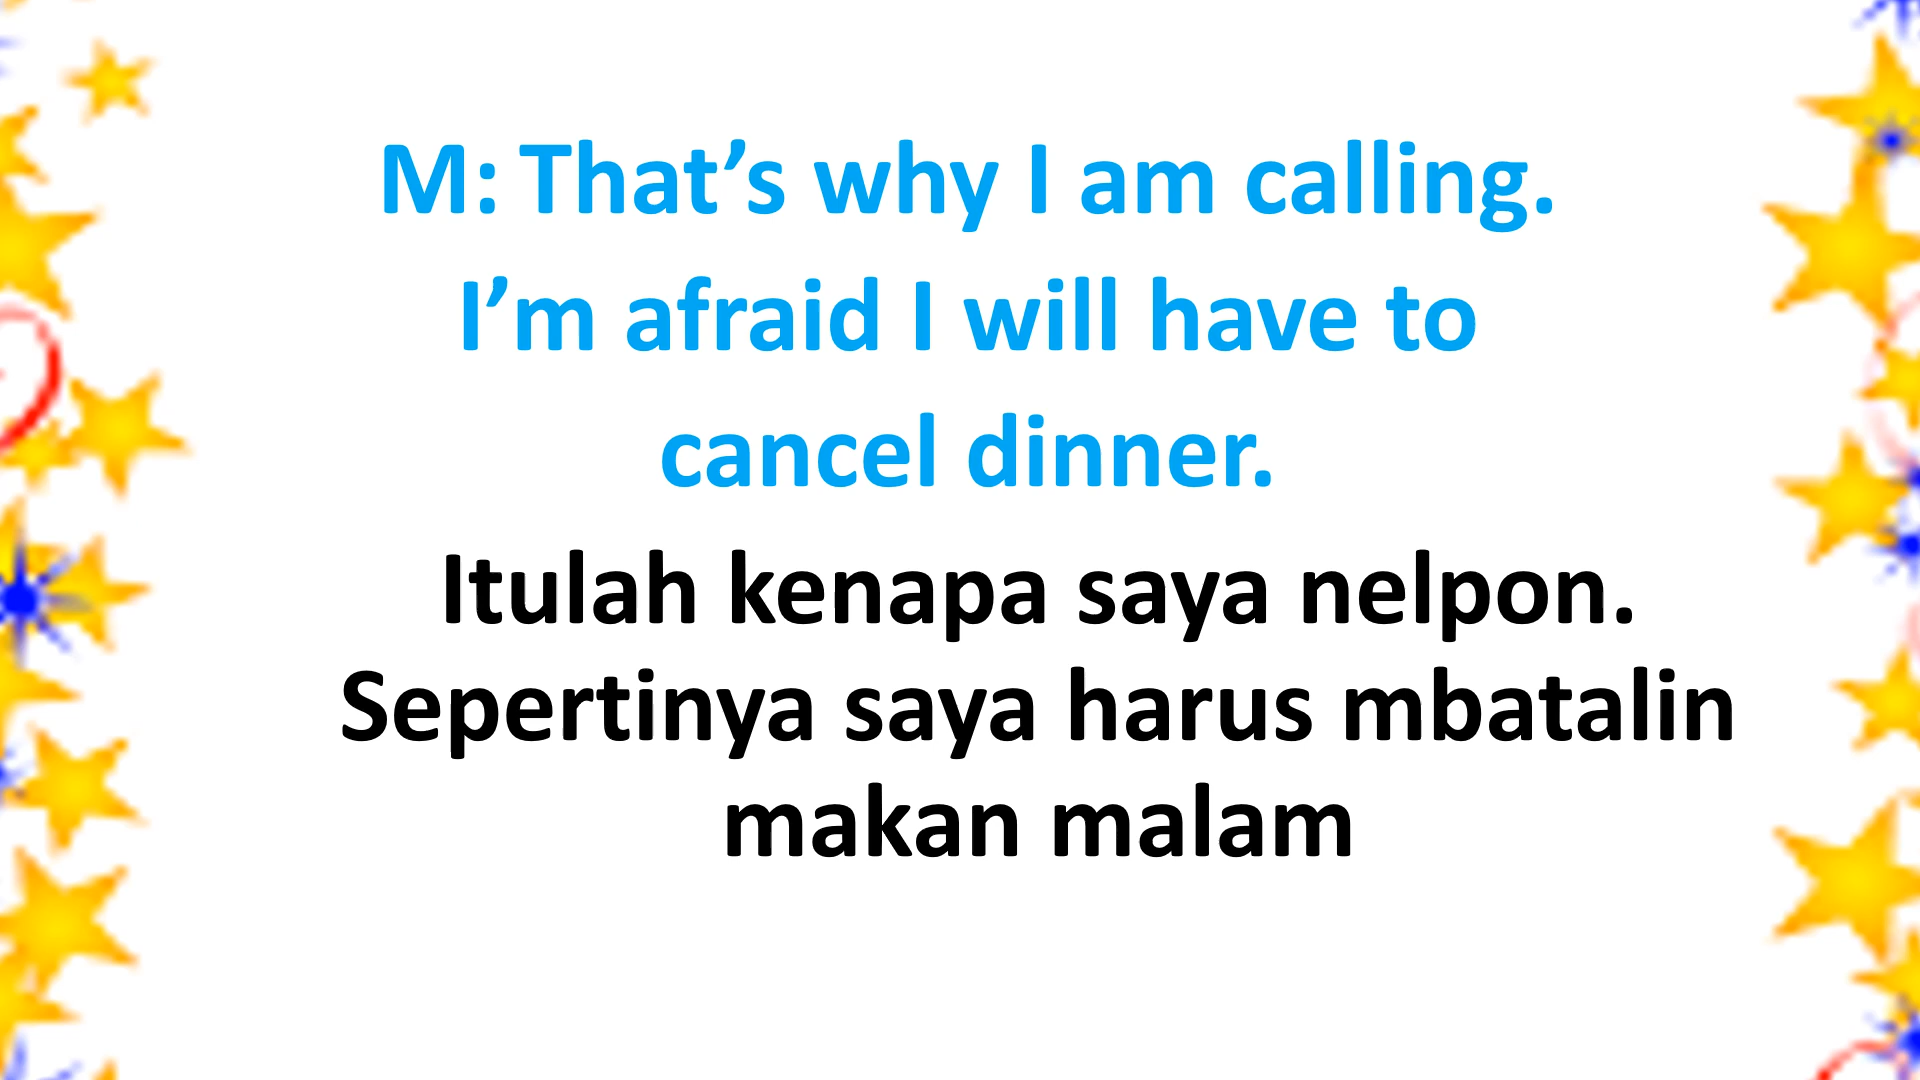 M: That’s why I am calling.
I’m afraid I will have to
cancel dinner.
Itulah kenapa saya nelpon.
Sepertinya saya harus mbatalin
makan malam